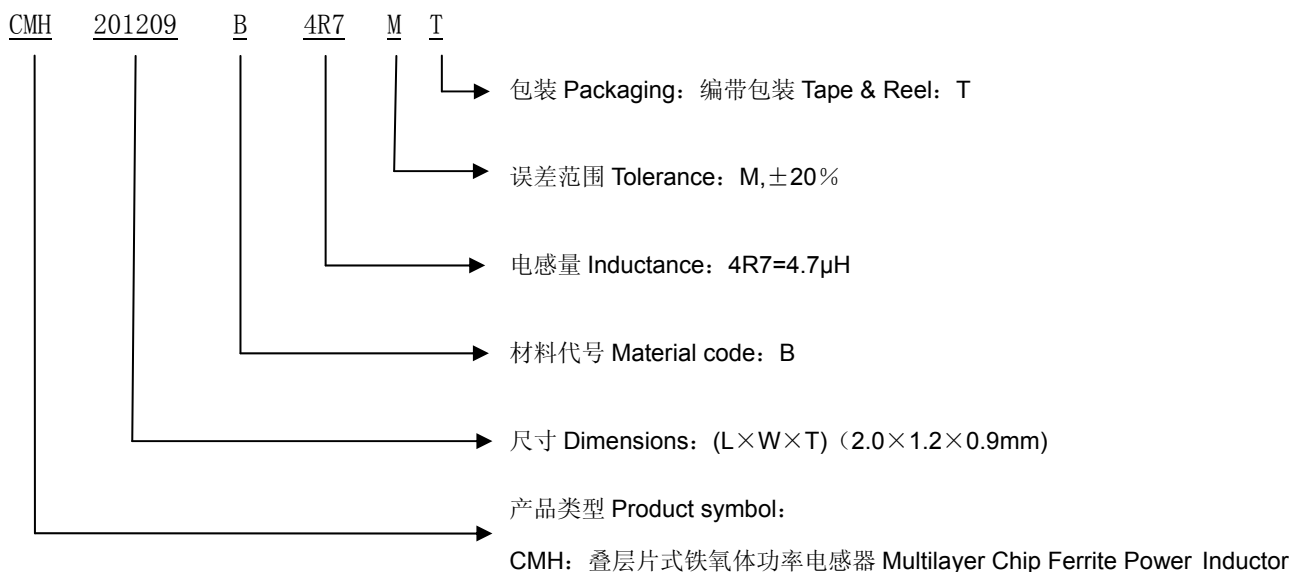 CMH 201209 B 4R7 M T
包装 Packaging：编带包装 Tape & Reel：T
误差范围 Tolerance：M,±20％
电感量 Inductance：4R7=4.7μH
材料代号 Material code：B
尺寸 Dimensions：(L×W×T)（2.0×1.2×0.9mm)
产品类型 Product symbol：
CMH：叠层片式铁氧体功率电感器 Multilayer Chip Ferrite Power Inductor